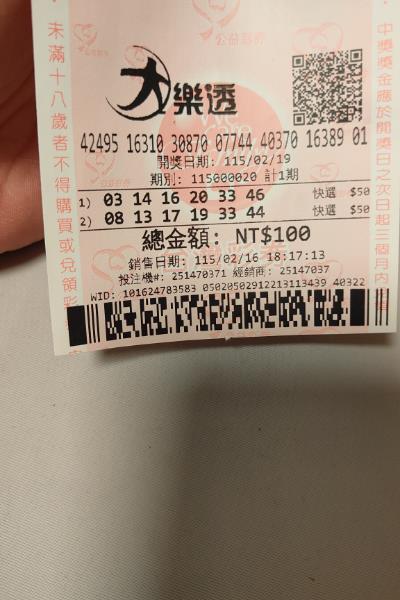 大樂透
42495 16310 30870 07744 40370 16389 01
開獎日期: 115/02/19
期別: 115000020 計1期
1) 03 14 16 20 33 46 快選 $50
2) 08 13 17 19 33 44 快選 $50
總金額: NT$100
銷售日期: 115/02/16 18:17:13
投注機#: 251470371 經銷商: 25147037
WID: 101624783583 05020502912213113439 40322
未滿十八歲者不得購買或兌領彩
中獎獎金應於開獎日之次日起三個月內
公益彩券